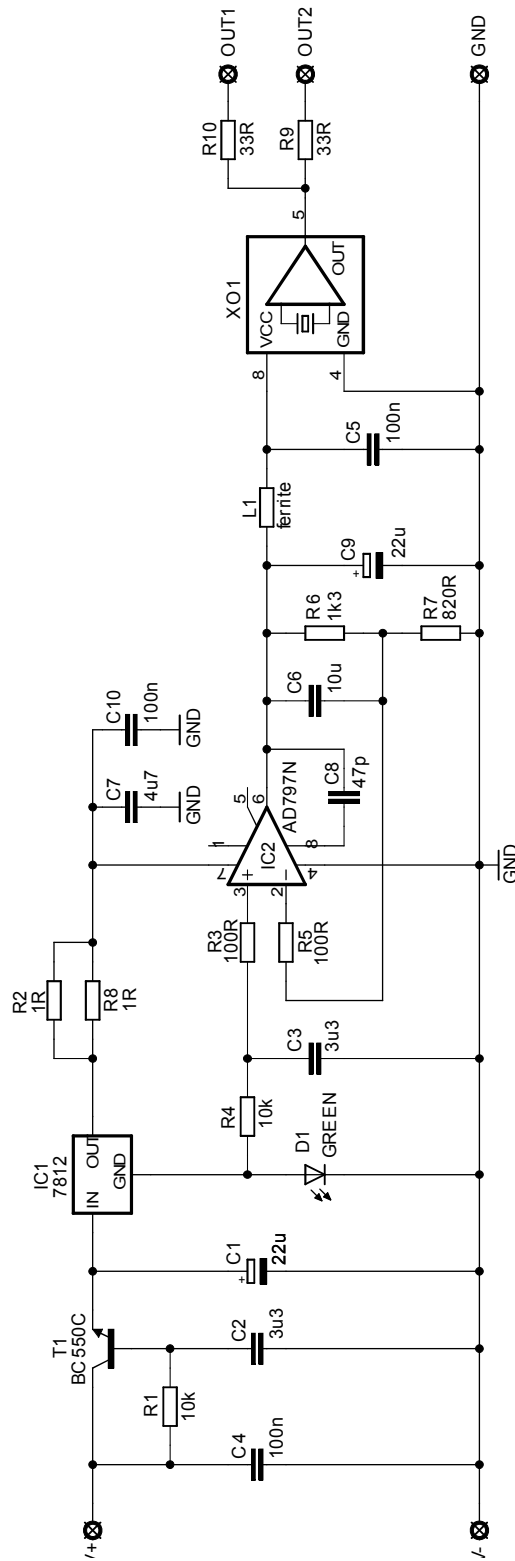 V+
V-
T1
BC550C
R1
10k
C4
100n
C2
3u3
C1
+
22u
IC1
7812
IN
OUT
GND
R2
1R
R8
1R
R4
10k
D1
GREEN
C3
3u3
R3
100R
R5
100R
C7
4u7
GND
C10
100n
GND
3
2
7
1
5
6
8
4
+
-
IC2
AD797N
GND
C8
47p
C6
10u
R6
1k3
R7
820R
C9
+
22u
L1
ferrite
C5
100n
XO1
VCC
GND
OUT
8
4
5
R10
33R
R9
33R
OUT1
OUT2
GND